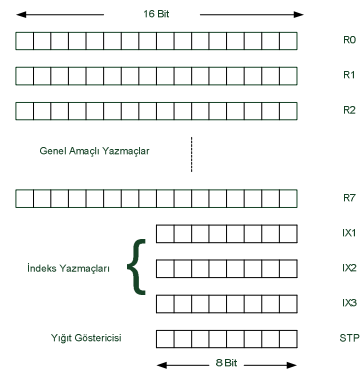 16 Bit
R0
R1
R2
Genel Amaçlı Yazmaçlar
R7
IX1
İndeks Yazmaçları
IX2
IX3
Yığıt Göstericisi
STP
8 Bit